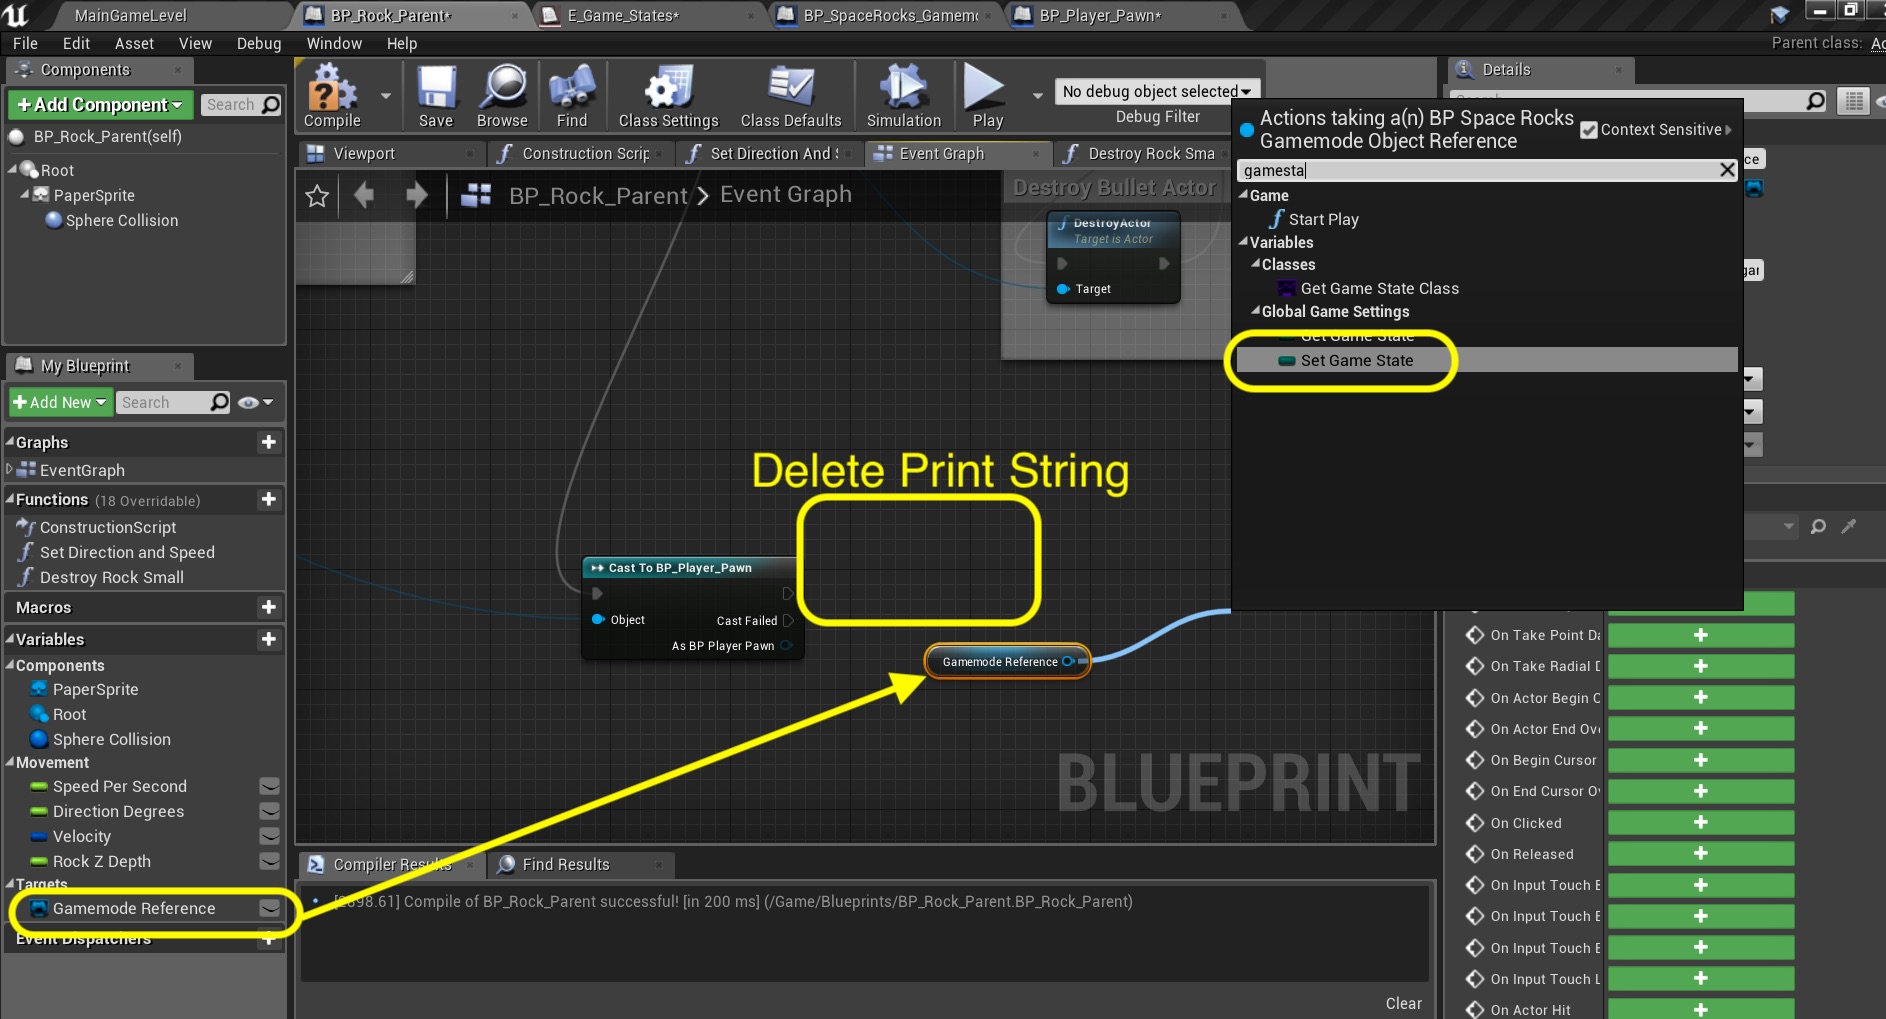 MainGameLevel
BP_Rock_Parent*
E_Game_States*
BP_SpaceRocks_Gamem
BP_Player_Pawn*
File Edit Asset View Debug Window Help
Parent class:
Components
+Add Component
Search
BP_Rock_Parent(self)
Root
PaperSprite
Sphere Collision
Compile
Save
Browse
Find
Class Settings
Class Defaults
Simulation
Play
No debug object selected
Debug Filter
Details
Viewport
Construction Scrip
Set Direction And
Event Graph
Destroy Rock Sma
BP_Rock_Parent > Event Graph
Destroy Bullet Actor
DestroyActor
Target is Actor
Target
Actions taking a(n) BP Space Rocks
Gamemode Object Reference
Context Sensitive
gamesta
Game
Start Play
Variables
Classes
Get Game State Class
Global Game Settings
Get Game State
Set Game State
Delete Print String
Cast To BP_Player_Pawn
Object
Cast Failed
As BP Player Pawn
Gamemode Reference
BLUEPRINT
My Blueprint
+Add New
Search
Graphs
EventGraph
Functions (18 Overridable)
ConstructionScript
Set Direction and Speed
Destroy Rock Small
Macros
Variables
Components
PaperSprite
Root
Sphere Collision
Movement
Speed Per Second
Direction Degrees
Velocity
Rock Z Depth
Targets
Gamemode Reference
Event Dispatchers
Compiler Results
Find Results
[2898.61] Compile of BP_Rock_Parent successful! [in 200 ms] (/Game/Blueprints/BP_Rock_Parent.BP_Rock_Parent)
Clear
On Take Point Da
On Take Radial
On Actor Begin
On Actor End Ov
On Begin Cursor
On End Cursor O
On Clicked
On Released
On Input Touch
On Input Touch
On Input Touch
On Input Touch
On Actor Hit